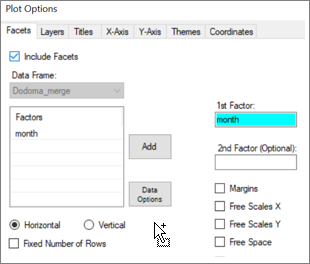 Plot Options
Facets Layers Titles X-Axis Y-Axis Themes Coordinates
Include Facets
Data Frame:
Dodoma_merge
Factors
month
Add
Data
Options
1st Factor:
month
2nd Factor (Optional):
Margins
Free Scales X
Free Scales Y
Free Space
Horizontal Vertical
Fixed Number of Rows